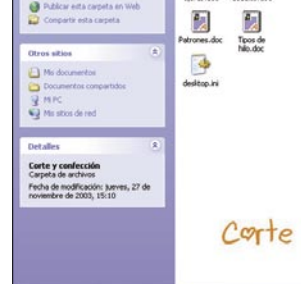 Publicar esta carpeta en Web
Compartir esta carpeta
Patrones.doc
Tipos de
hilo.doc
Otros sitios
Mis documentos
Documentos compartidos
Mi PC
Mis sitios de red
desktop.ini
Detalles
Corte y confección
Carpeta de archivos
Fecha de modificación: jueves, 27 de
noviembre de 2003, 15:10
Corte